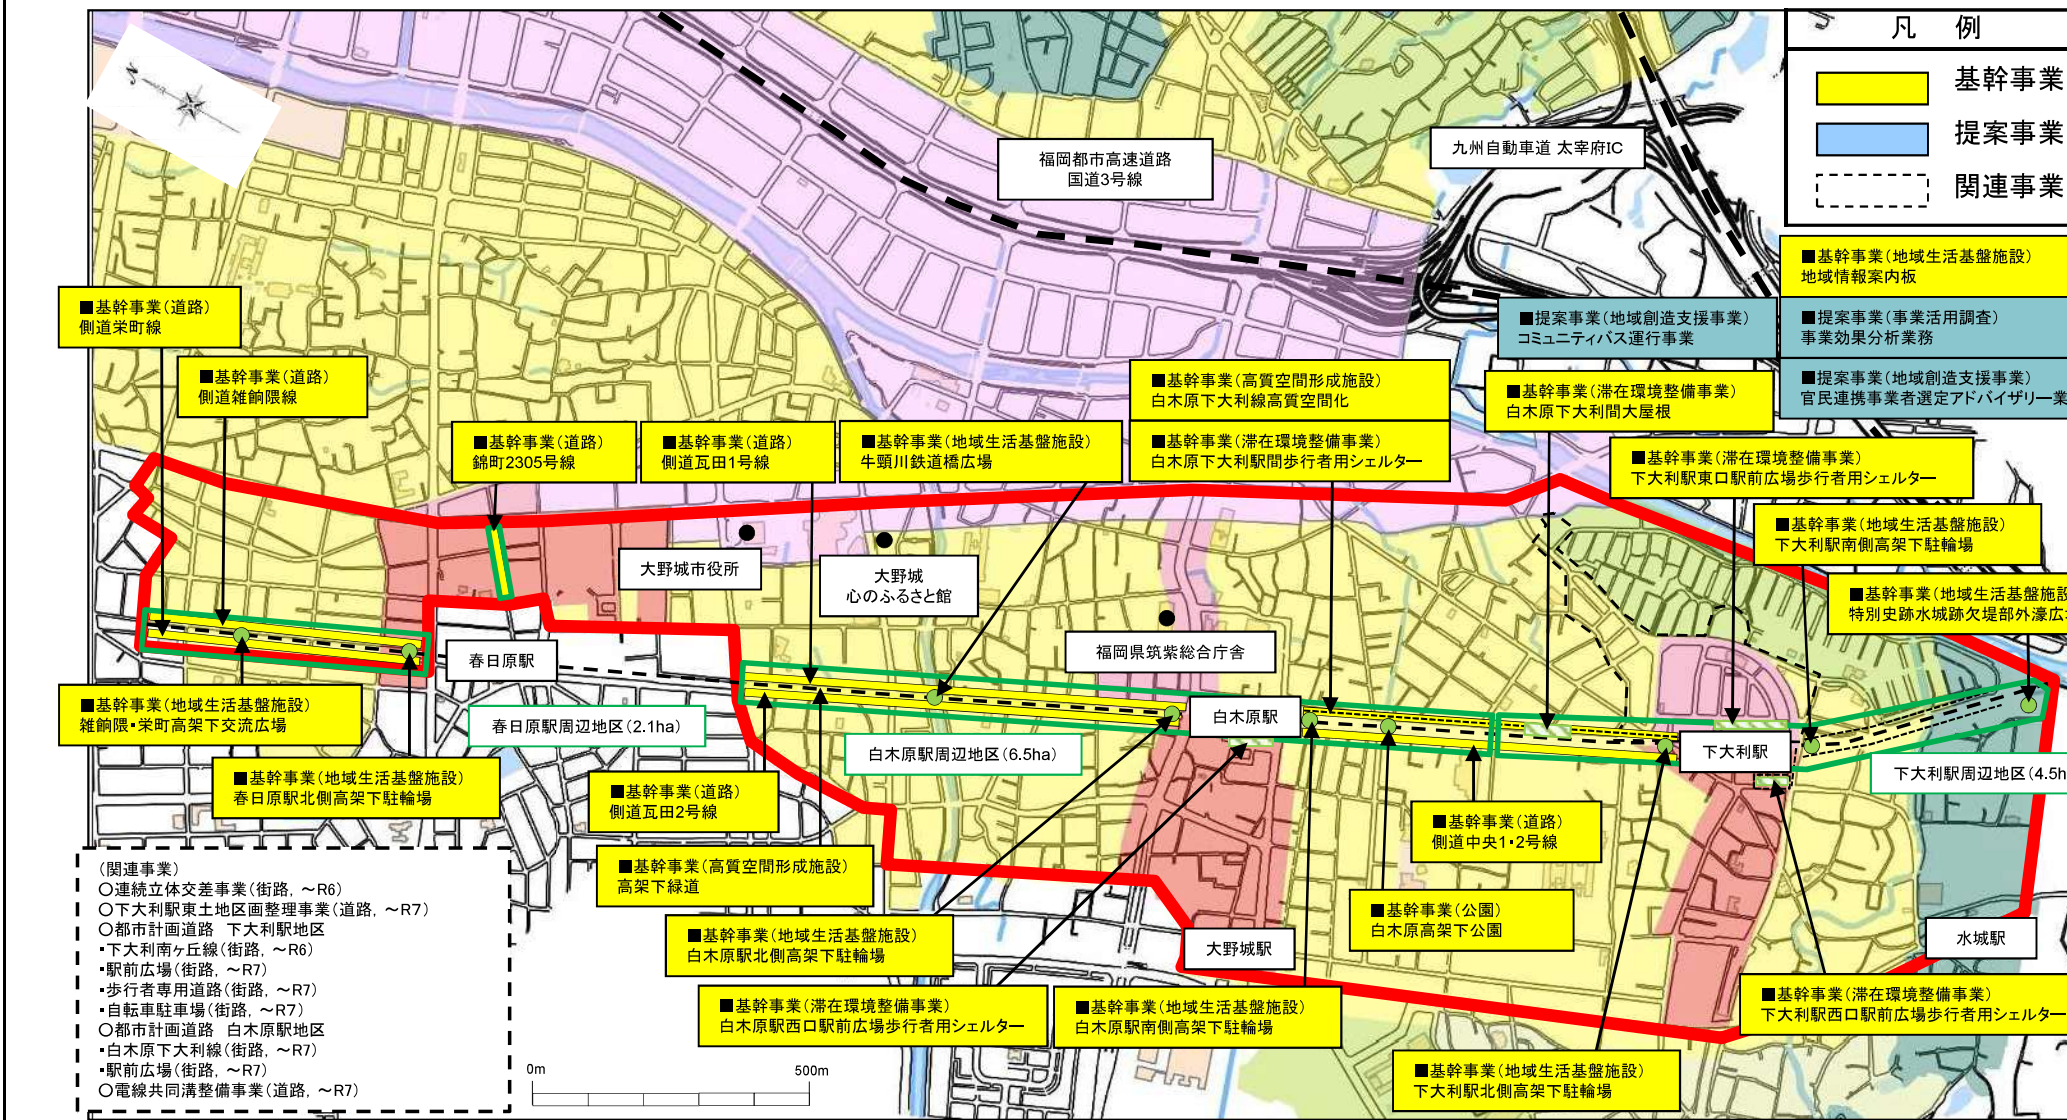 凡 例
基幹事業
提案事業
関連事業
福岡都市高速道路
国道3号線
九州自動車道 太宰府IC
■基幹事業(地域生活基盤施設)
地域情報案内板
■提案事業(事業活用調査)
事業効果分析業務
■提案事業(地域創造支援事業)
官民連携事業者選定アドバイザリー業
■提案事業(地域創造支援事業)
コミュニティバス運行事業
■基幹事業(道路)
側道栄町線
■基幹事業(道路)
側道雑餉隈線
■基幹事業(道路)
錦町2305号線
■基幹事業(道路)
側道瓦田1号線
■基幹事業(地域生活基盤施設)
牛頸川鉄道橋広場
■基幹事業(高質空間形成施設)
白木原下大利線高質空間化
■基幹事業(滞在環境整備事業)
白木原下大利駅間歩行者用シェルター
■基幹事業(滞在環境整備事業)
白木原下大利間大屋根
■基幹事業(滞在環境整備事業)
下大利駅東口駅前広場歩行者用シェルター
■基幹事業(地域生活基盤施設)
下大利駅南側高架下駐輪場
■基幹事業(地域生活基盤施設
特別史跡水城跡欠堤部外濠広
大野城市役所
大野城
心のふるさと館
福岡県筑紫総合庁舎
春日原駅
白木原駅
下大利駅
春日原駅周辺地区(2.1ha)
白木原駅周辺地区(6.5ha)
下大利駅周辺地区(4.5h
■基幹事業(地域生活基盤施設)
雑餉隈・栄町高架下交流広場
■基幹事業(地域生活基盤施設)
春日原駅北側高架下駐輪場
■基幹事業(道路)
側道瓦田2号線
■基幹事業(高質空間形成施設)
高架下緑道
■基幹事業(地域生活基盤施設)
白木原駅北側高架下駐輪場
■基幹事業(滞在環境整備事業)
白木原駅西口駅前広場歩行者用シェルター
■基幹事業(地域生活基盤施設)
白木原駅南側高架下駐輪場
■基幹事業(道路)
側道中央1・2号線
■基幹事業(公園)
白木原高架下公園
■基幹事業(地域生活基盤施設)
下大利駅北側高架下駐輪場
■基幹事業(滞在環境整備事業)
下大利駅西口駅前広場歩行者用シェルター
大野城駅
水城駅
(関連事業)
○連続立体交差事業(街路, ～R6)
○下大利駅東土地区画整理事業(道路, ～R7)
○都市計画道路 下大利駅地区
・下大利南ヶ丘線(街路, ～R6)
・駅前広場(街路, ～R7)
・歩行者専用道路(街路, ～R7)
・自転車駐車場(街路, ～R7)
○都市計画道路 白木原駅地区
・白木原下大利線(街路, ～R7)
・駅前広場(街路, ～R7)
○電線共同溝整備事業(道路, ～R7)
0m 500m